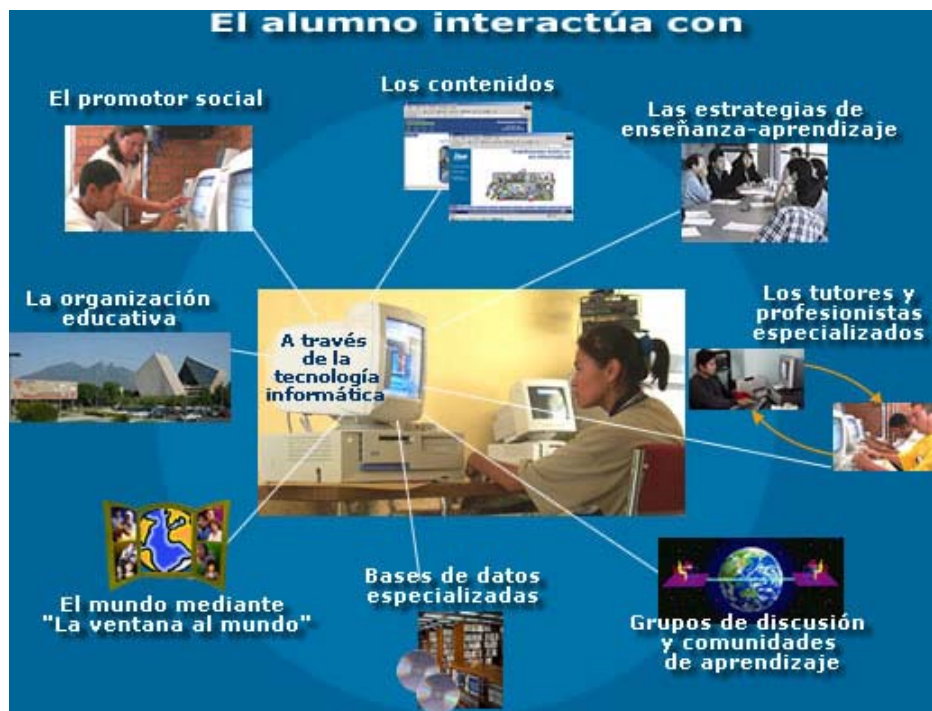 El alumno interactúa con
El promotor social
Los contenidos
Las estrategias de
enseñanza-aprendizaje
La organización
educativa
A través
de la
tecnología
informática
Los tutores y
profesionistas
especializados
El mundo mediante
"La ventana al mundo"
Bases de datos
especializadas
Grupos de discusión
y comunidades
de aprendizaje